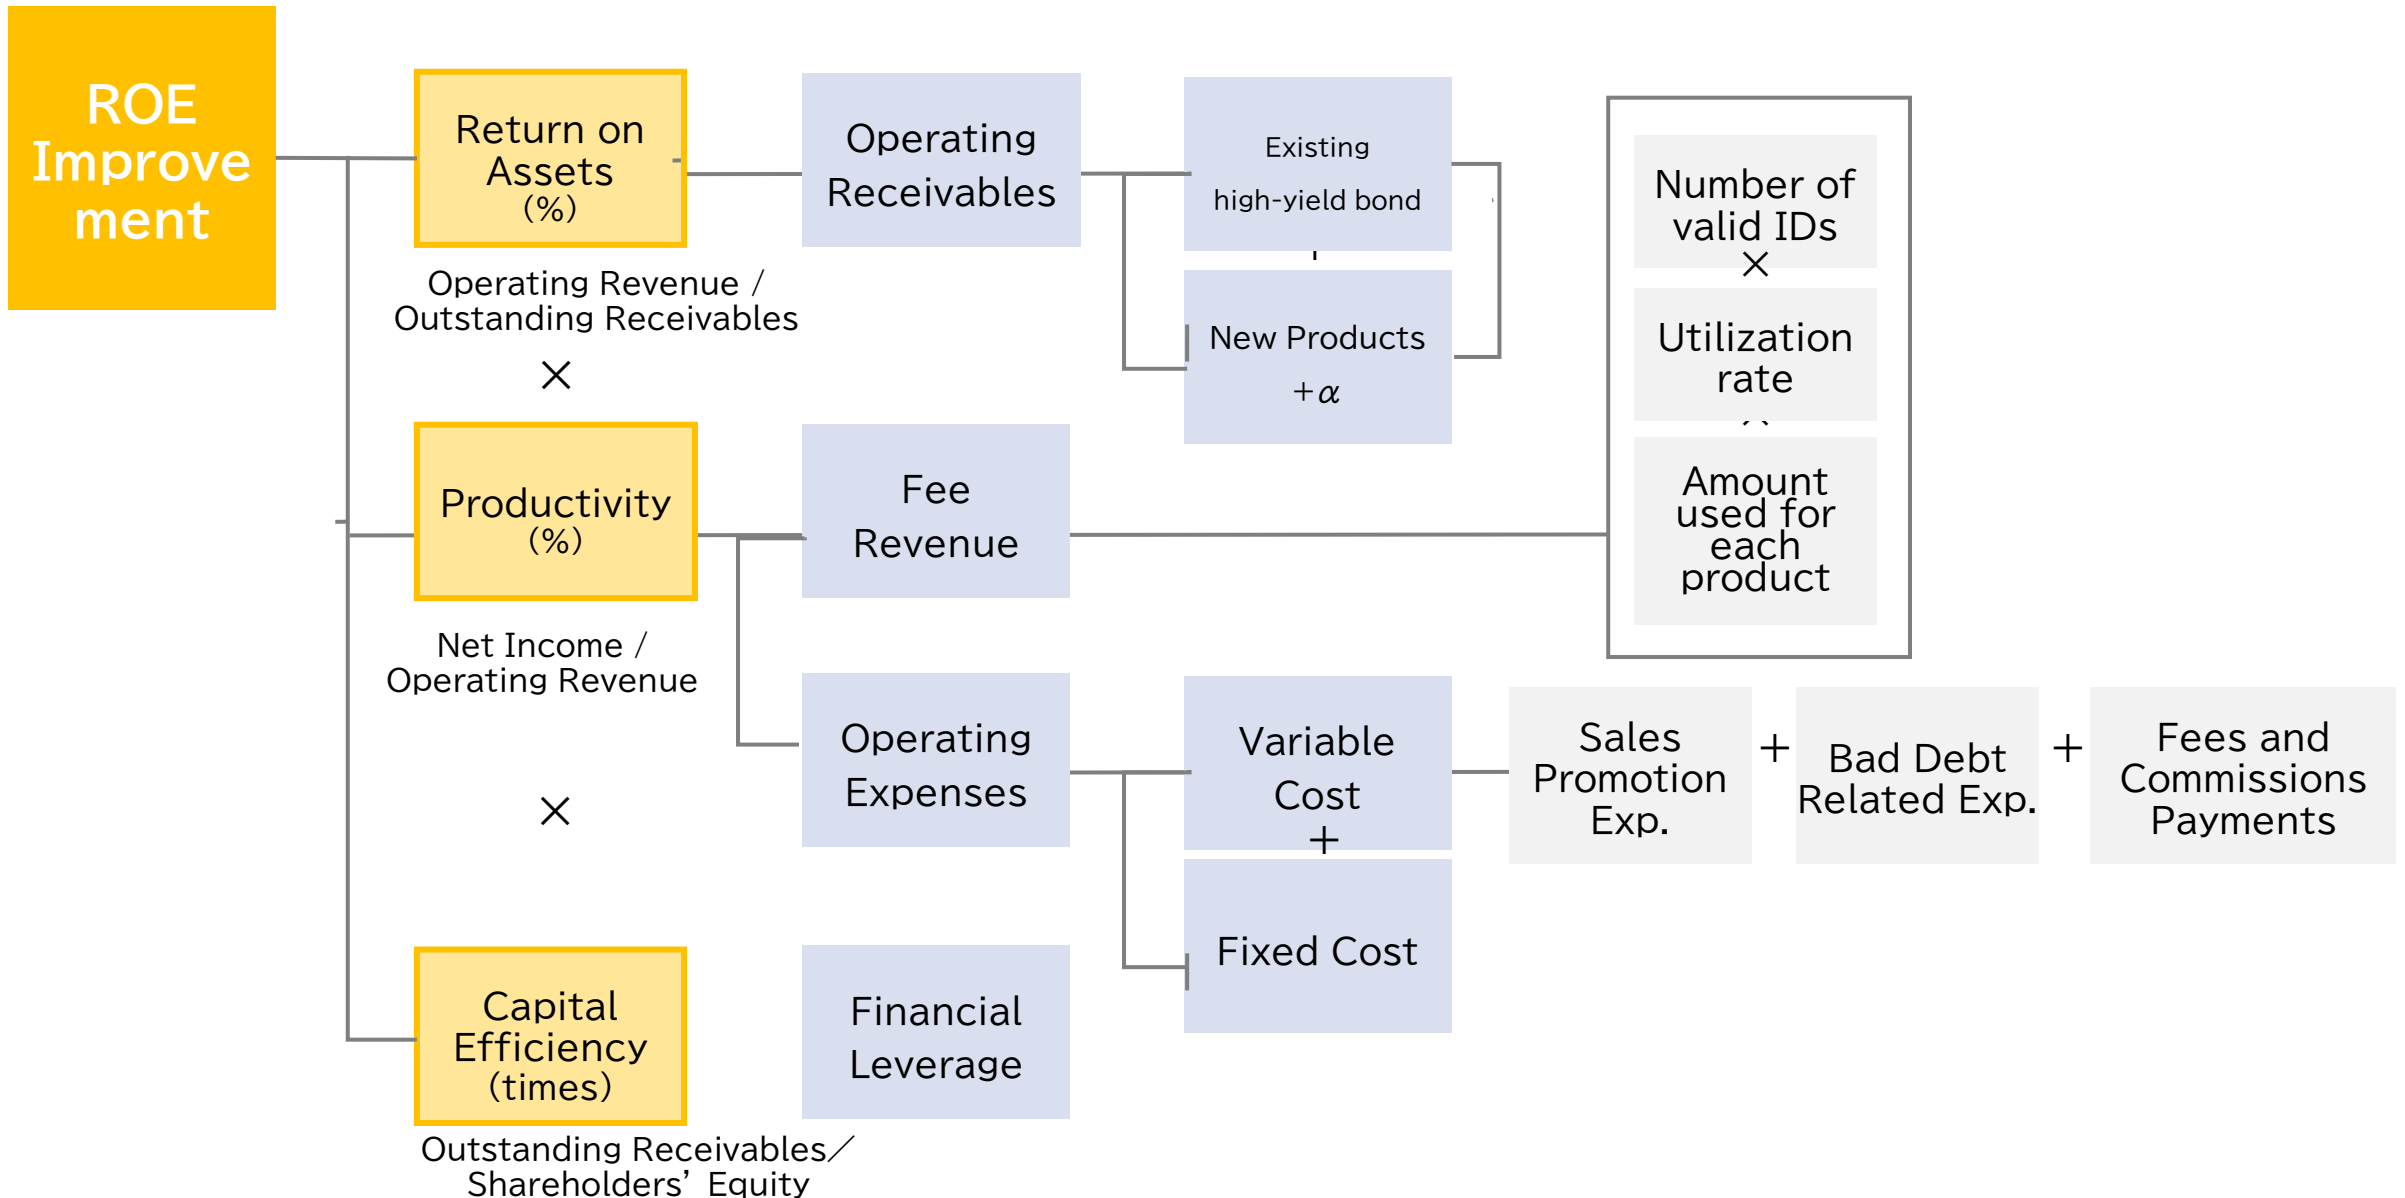 ROE
Improve
ment
Return on
Assets
(%)
Operating Revenue /
Outstanding Receivables
×
Productivity
(%)
Net Income /
Operating Revenue
×
Capital
Efficiency
(times)
Outstanding Receivables／
Shareholders’ Equity
Operating
Receivables
Fee
Revenue
Operating
Expenses
Financial
Leverage
Existing
high-yield bond
New Products
+α
Variable
Cost
+
Fixed Cost
Number of
valid IDs
×
Utilization
rate
Amount
used for
each
product
Sales
Promotion
Exp.
+
Bad Debt
Related Exp.
+
Fees and
Commissions
Payments